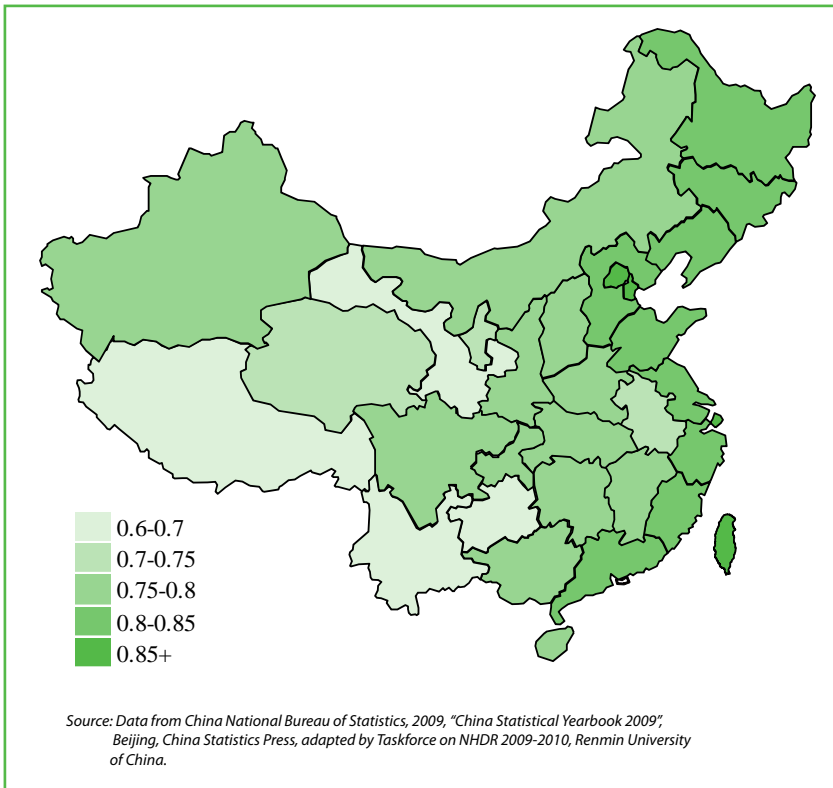 0.6-0.7
0.7-0.75
0.75-0.8
0.8-0.85
0.85+
Source: Data from China National Bureau of Statistics, 2009, “China Statistical Yearbook 2009”,
Beijing, China Statistics Press, adapted by Taskforce on NHDR 2009-2010, Renmin University
of China.